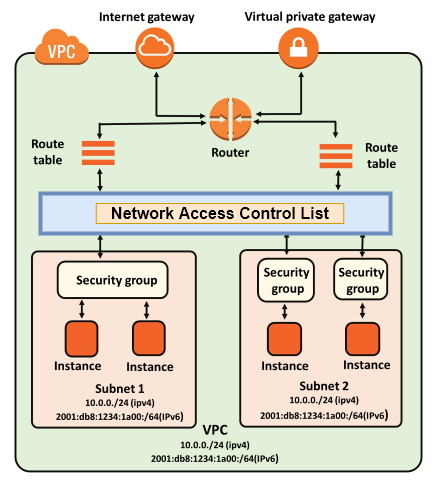 Internet gateway
Virtual private gateway
VPC
Router
Route
table
Route
table
Network Access Control List
Security group
Security
group
Security
group
Instance
Instance
Instance
Instance
Subnet 1
10.0.0./24 (ipv4)
2001:db8:1234:1a00:/64(IPv6)
Subnet 2
10.0.0./24 (ipv4)
2001:db8:1234:1a00:/64(IPv6)
VPC
10.0.0./24 (ipv4)
2001:db8:1234:1a00:/64(IPv6)